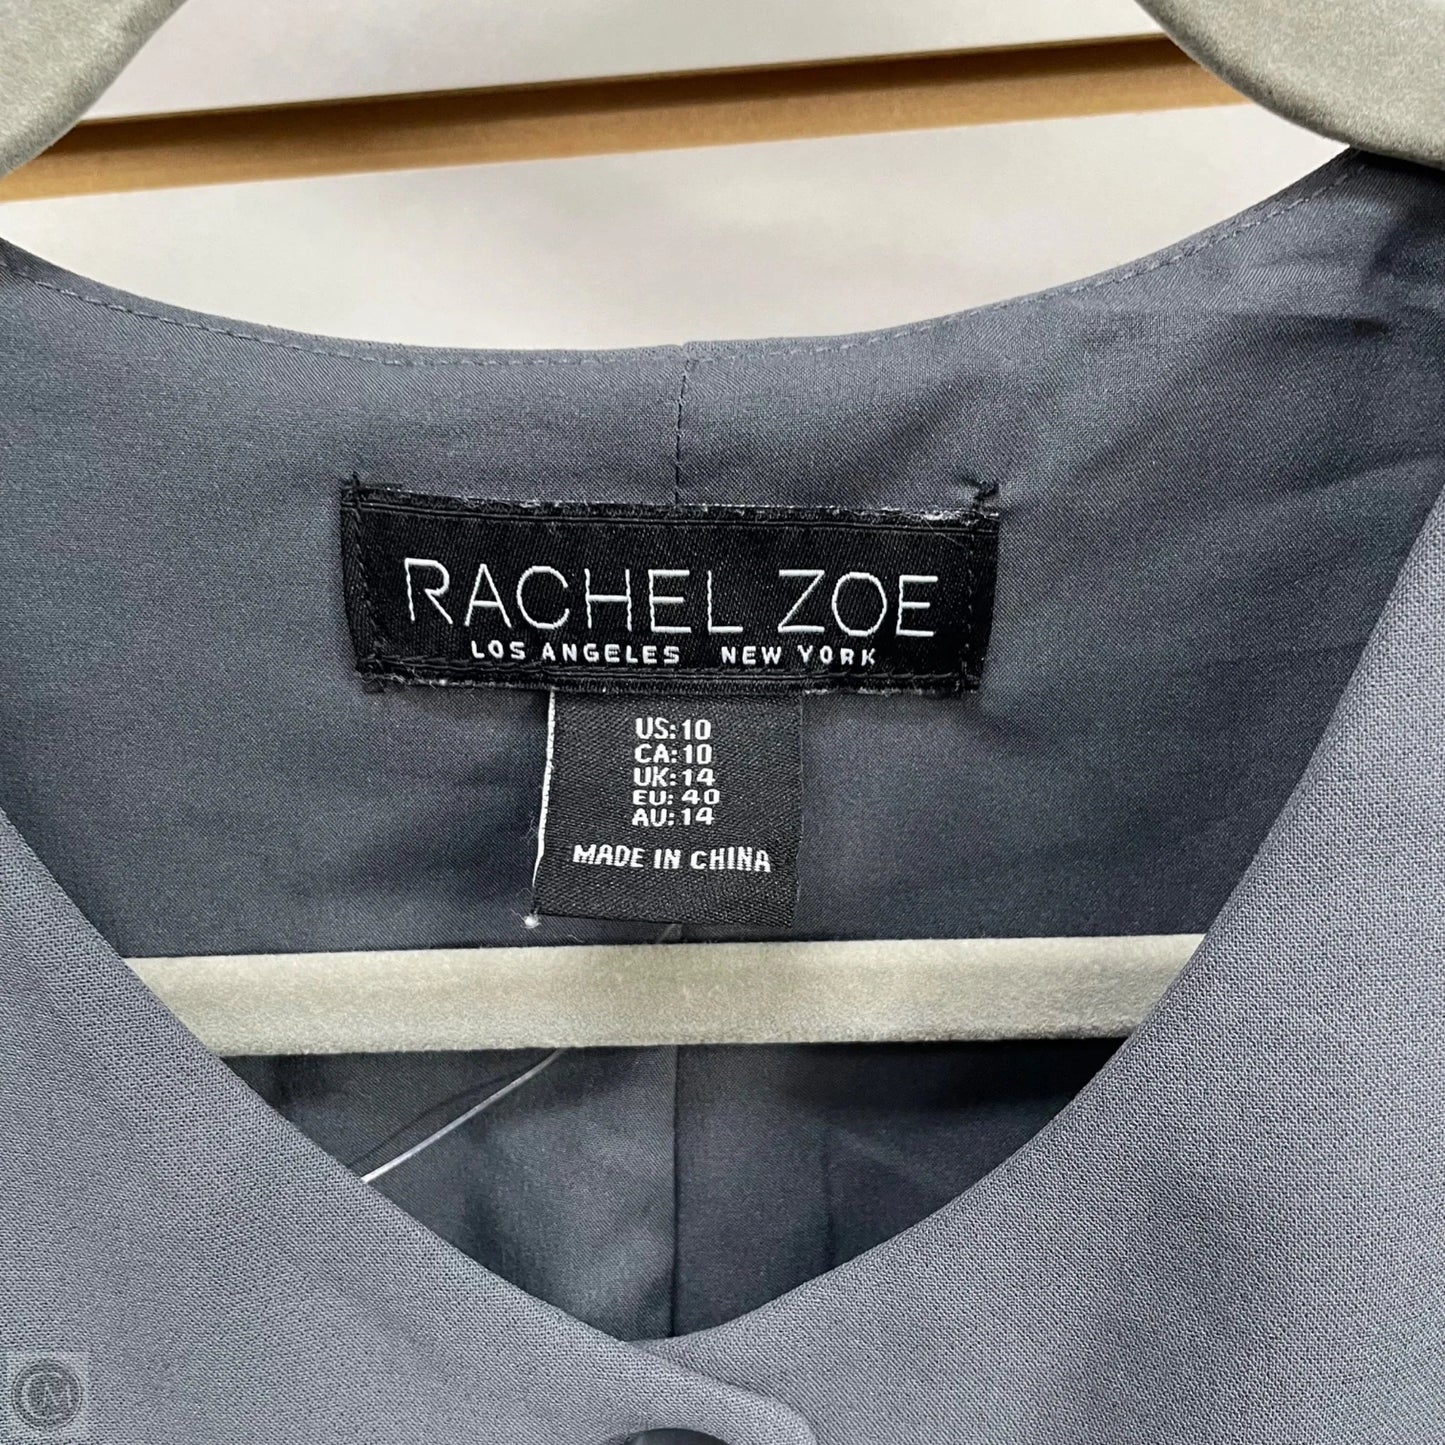 RACHEL ZOE
LOS ANGELES NEW YORK
US:10
CA:10
UK:14
EU: 40
AU:14
MADE IN CHINA